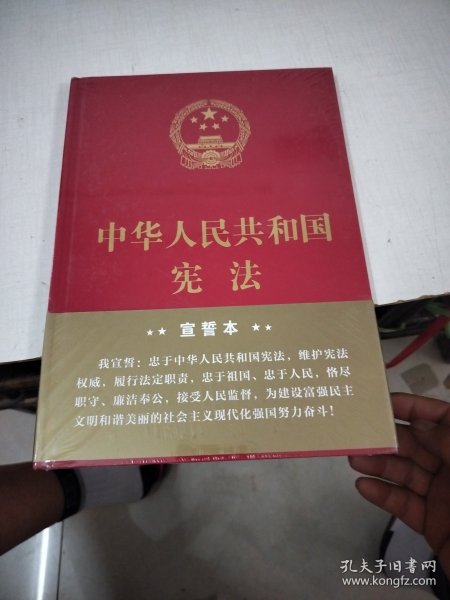 中华人民共和国
宪法
宣誓本
我宣誓：忠于中华人民共和国宪法，维护宪法
权威，履行法定职责，忠于祖国、忠于人民，恪尽
职守、廉洁奉公，接受人民监督，为建设富强民主
文明和谐美丽的社会主义现代化强国努力奋斗！
孔夫子旧书网
www.kongfz.com